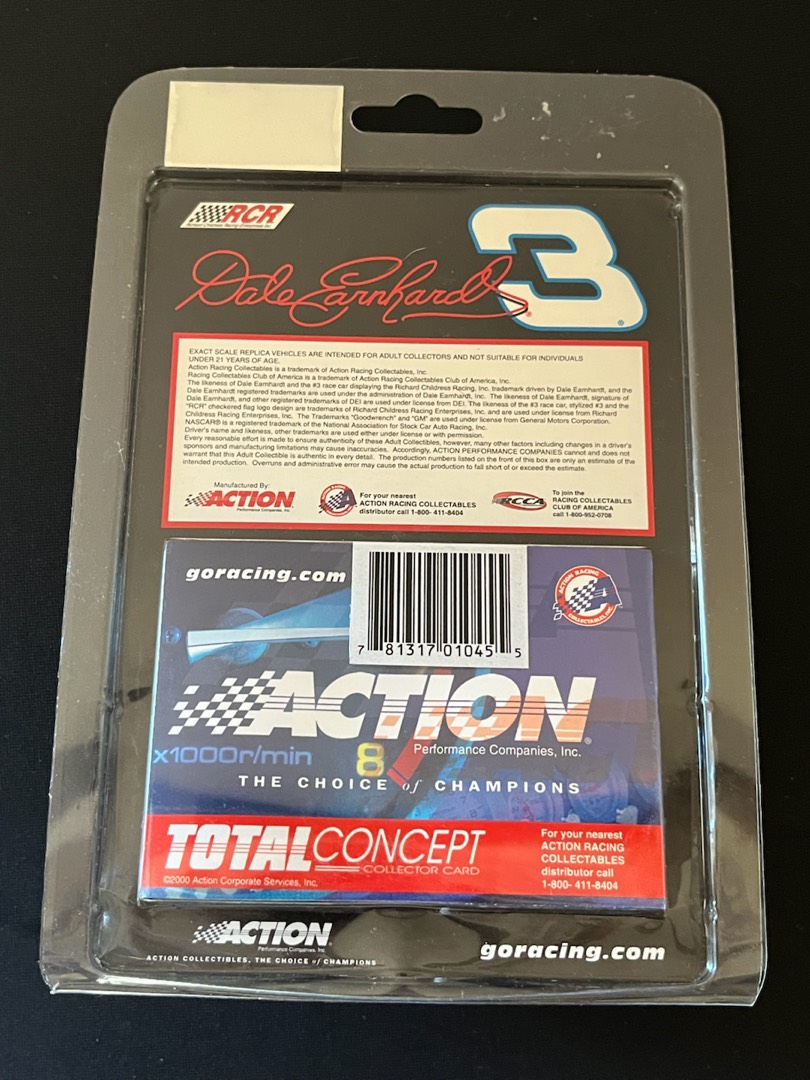 RCR
Dale Earnhardt
3
EXACT SCALE REPLICA VEHICLES ARE INTENDED FOR ADULT COLLECTORS AND NOT SUITABLE FOR INDIVIDUALS
UNDER 21 YEARS OF AGE.
Action Racing Collectables is a trademark of Action Racing Collectables, Inc.
Racing Collectables Club of America is a trademark of Action Racing Collectables Club of America, Inc.
The likeness of Dale Earnhardt and the #3 race car displaying the Richard Childress Racing, Inc. trademark driven by Dale Earnhardt, and the
Dale Earnhardt registered trademarks are used under the administration of Dale Earnhardt, Inc. The likeness of Dale Earnhardt, signature of
Dale Earnhardt, and other registered trademarks of DEI are used under license from DEI. The likeness of the #3 race car, stylized #3 and the
"RCR" checkered flag logo design are trademarks of Richard Childress Racing Enterprises, Inc. and are used under license from Richard
Childress Racing Enterprises, Inc. The Trademarks "Goodwrench" and "GM" are used under license from General Motors Corporation.
NASCAR® is a registered trademark of the National Association for Stock Car Auto Racing, Inc.
Driver's name and likeness, other trademarks are used either under license or with permission.
Every reasonable effort is made to ensure authenticity of these Adult Collectibles, however, many other factors including changes in a driver's
sponsors and manufacturing limitations may cause inaccuracies. Accordingly, ACTION PERFORMANCE COMPANIES cannot and does not
warrant that this Adult Collectible is authentic in every detail. The production numbers listed on the front of this box are only an estimate of the
intended production. Overruns and administrative error may cause the actual production to fall short of or exceed the estimate.
Manufactured By:
ACTION
Performance Companies, Inc.
For your nearest
ACTION RACING COLLECTABLES
distributor call 1-800- 411-8404
RCCA
To join the
RACING COLLECTABLES
CLUB OF AMERICA
call 1-800-952-0708
goracing.com
7 81317 01045 5
ACTION RACING
COLLECTABLES, INC.
ACTION®
Performance Companies, Inc.
x1000r/min
8
THE CHOICE of CHAMPIONS
TOTAL CONCEPT
COLLECTOR CARD
©2000 Action Corporate Services, Inc.
For your nearest
ACTION RACING
COLLECTABLES
distributor call
1-800- 411-8404
ACTION
Performance Companies, Inc.
ACTION COLLECTIBLES, THE CHOICE of CHAMPIONS
goracing.com